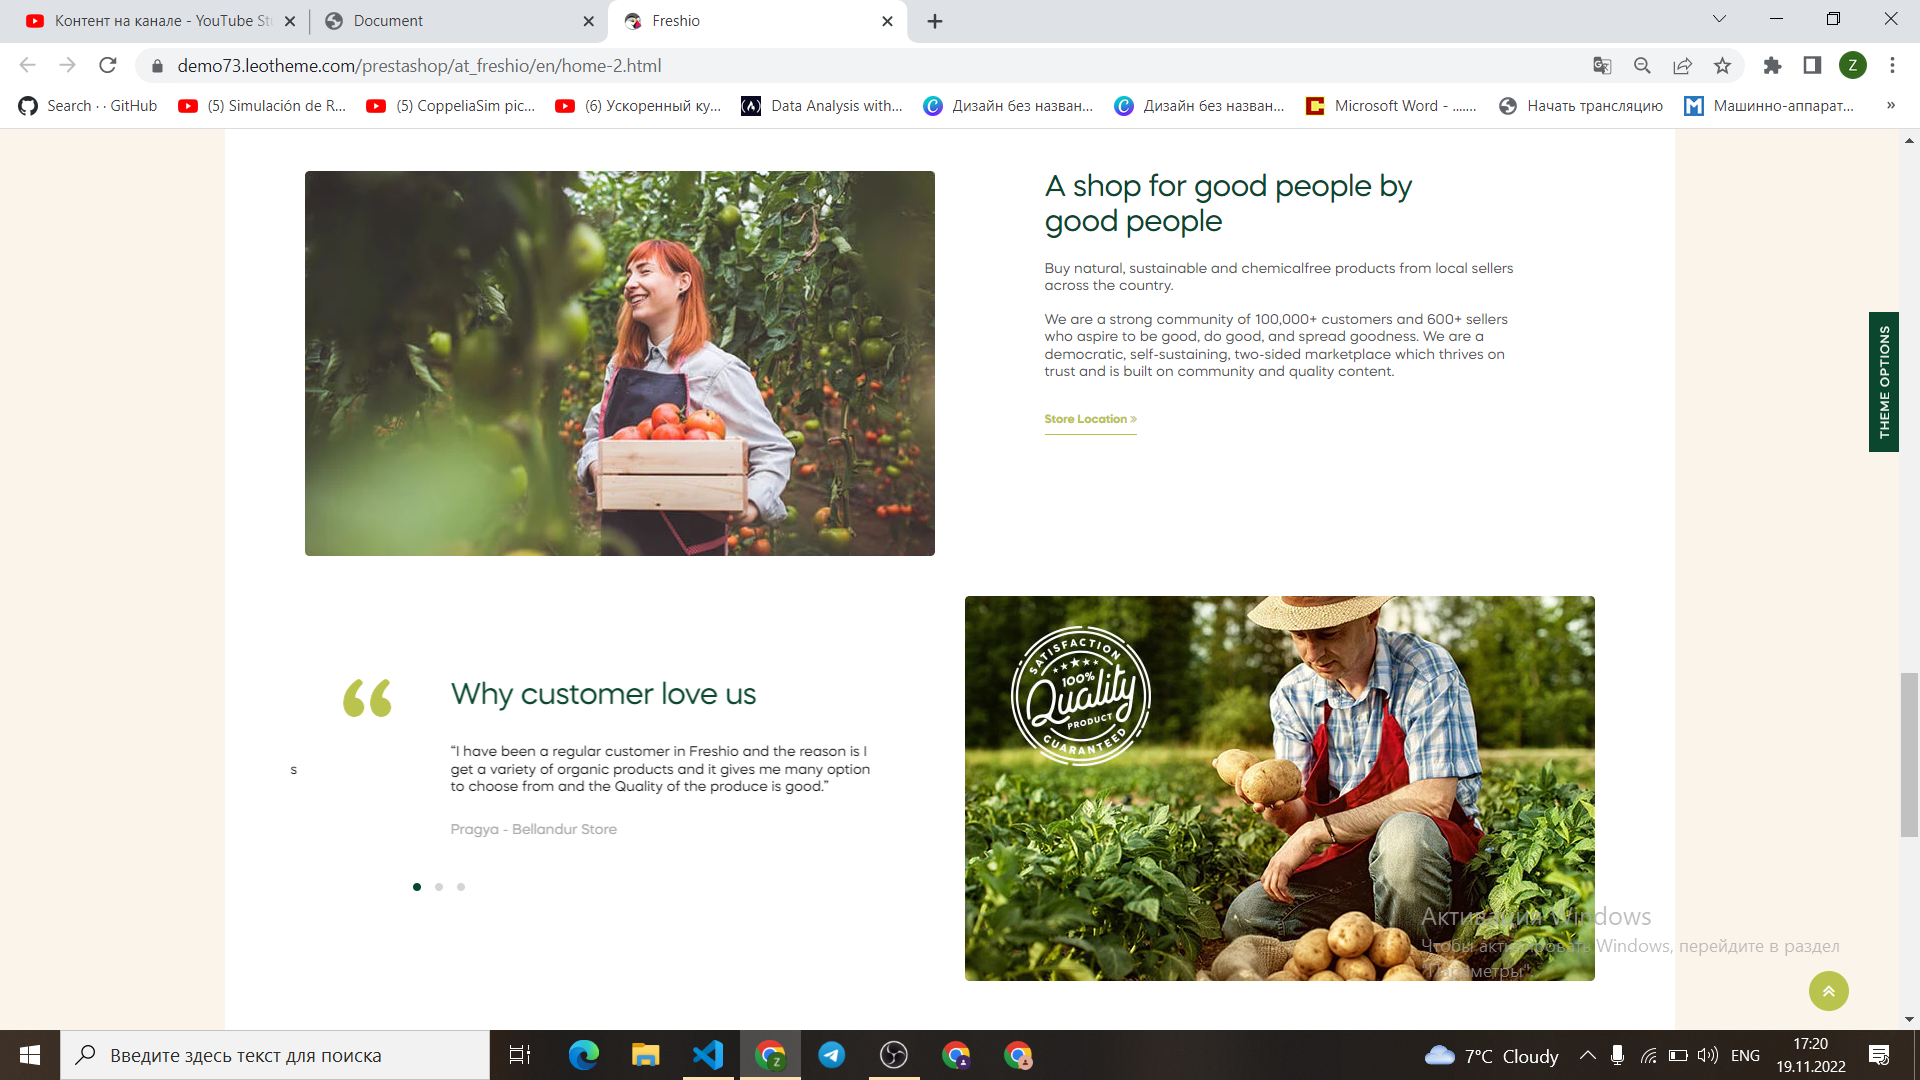 Контент на канале - YouTube Stu
Document
Freshio
demo73.leotheme.com/prestashop/at_freshio/en/home-2.html
Z
Search · · GitHub
(5) Simulación de R...
(5) CoppeliaSim pic...
(6) Ускоренный ку...
Data Analysis with...
Дизайн без назван...
Дизайн без назван...
Microsoft Word - .......
Начать трансляцию
Машинно-аппарат...
»
A shop for good people by
good people
Buy natural, sustainable and chemicalfree products from local sellers
across the country.
We are a strong community of 100,000+ customers and 600+ sellers
who aspire to be good, do good, and spread goodness. We are a
democratic, self-sustaining, two-sided marketplace which thrives on
trust and is built on community and quality content.
Store Location »
THEME OPTIONS
Why customer love us
“I have been a regular customer in Freshio and the reason is I
s
get a variety of organic products and it gives me many option
to choose from and the Quality of the produce is good.”
Pragya - Bellandur Store
SATISFACTION
100%
Quality
PRODUCT
GUARANTEED
Активация Windows
Чтобы активировать Windows, перейдите в раздел
"Параметры".
Введите здесь текст для поиска
Z
7°C Cloudy
ENG
17:20
19.11.2022